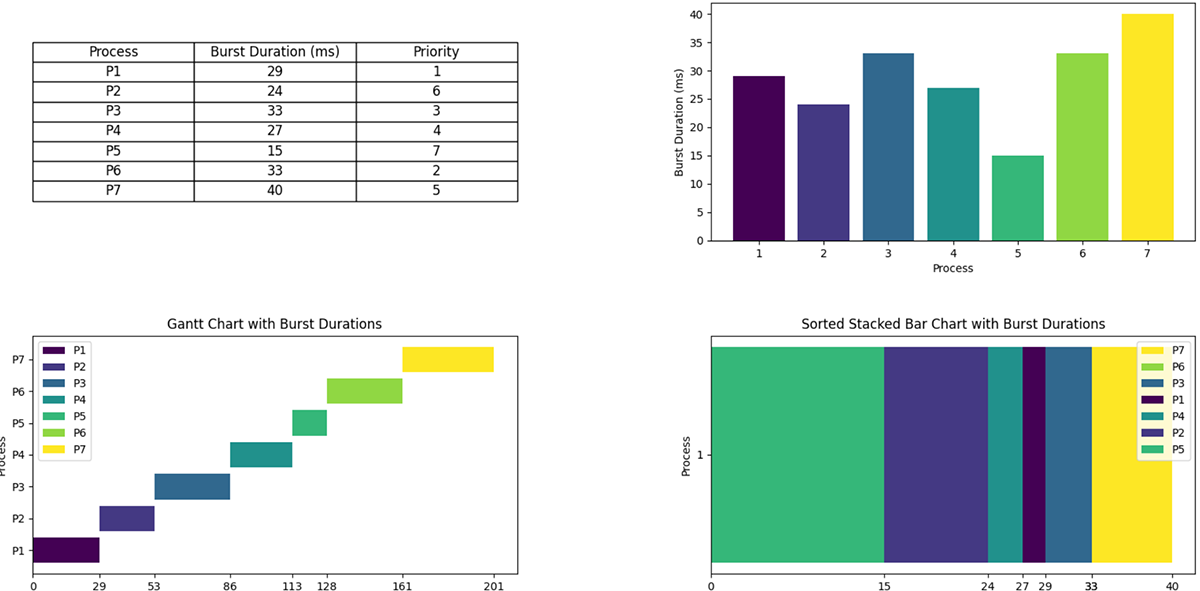 Process Burst Duration (ms) Priority
P1 29 1
P2 24 6
P3 33 3
P4 27 4
P5 15 7
P6 33 2
P7 40 5
40
35
30
25
20
15
10
5
0
Burst Duration (ms)
1 2 3 4 5 6 7
Process
Gantt Chart with Burst Durations
P7
P6
P5
P4
P3
P2
P1
Process
P1
P2
P3
P4
P5
P6
P7
0 29 53 86 113 128 161 201
Sorted Stacked Bar Chart with Burst Durations
Process
1
P7
P6
P3
P1
P4
P2
P5
0 15 24 27 29 33 40